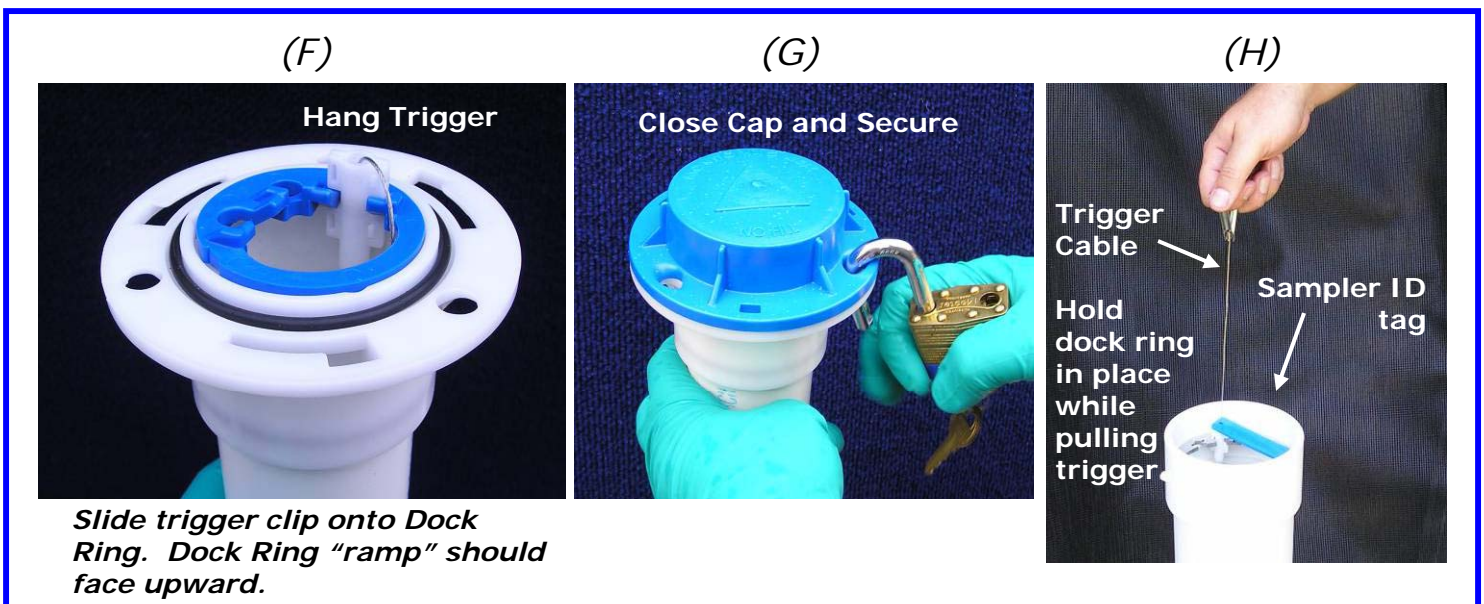 (F)
Hang Trigger
Slide trigger clip onto Dock
Ring. Dock Ring “ramp” should
face upward.
(G)
Close Cap and Secure
(H)
Trigger
Cable
Sampler ID
tag
Hold
dock ring
in place
while
pulling
trigger.